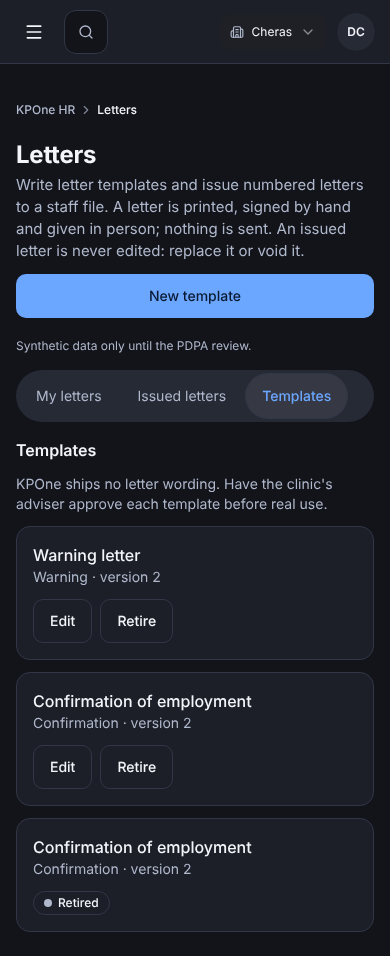 Cheras
DC
KPOne HR > Letters
Letters
Write letter templates and issue numbered letters
to a staff file. A letter is printed, signed by hand
and given in person; nothing is sent. An issued
letter is never edited: replace it or void it.
New template
Synthetic data only until the PDPA review.
My letters
Issued letters
Templates
Templates
KPOne ships no letter wording. Have the clinic's
adviser approve each template before real use.
Warning letter
Warning · version 2
Edit
Retire
Confirmation of employment
Confirmation · version 2
Edit
Retire
Confirmation of employment
Confirmation · version 2
Retired